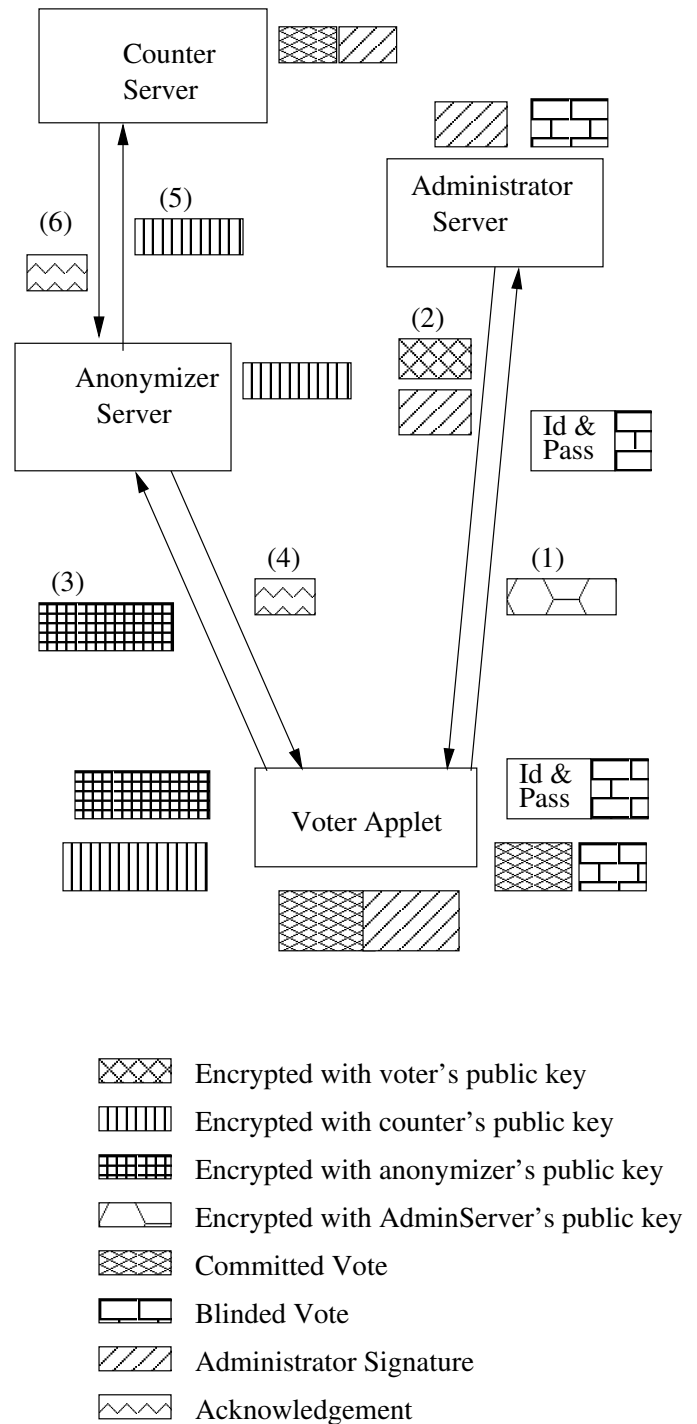 Counter
Server
Administrator
Server
(5)
(6)
(2)
Anonymizer
Server
Id &
Pass
(4)
(1)
(3)
Id &
Pass
Voter Applet
Encrypted with voter's public key
Encrypted with counter's public key
Encrypted with anonymizer's public key
Encrypted with AdminServer's public key
Committed Vote
Blinded Vote
Administrator Signature
Acknowledgement